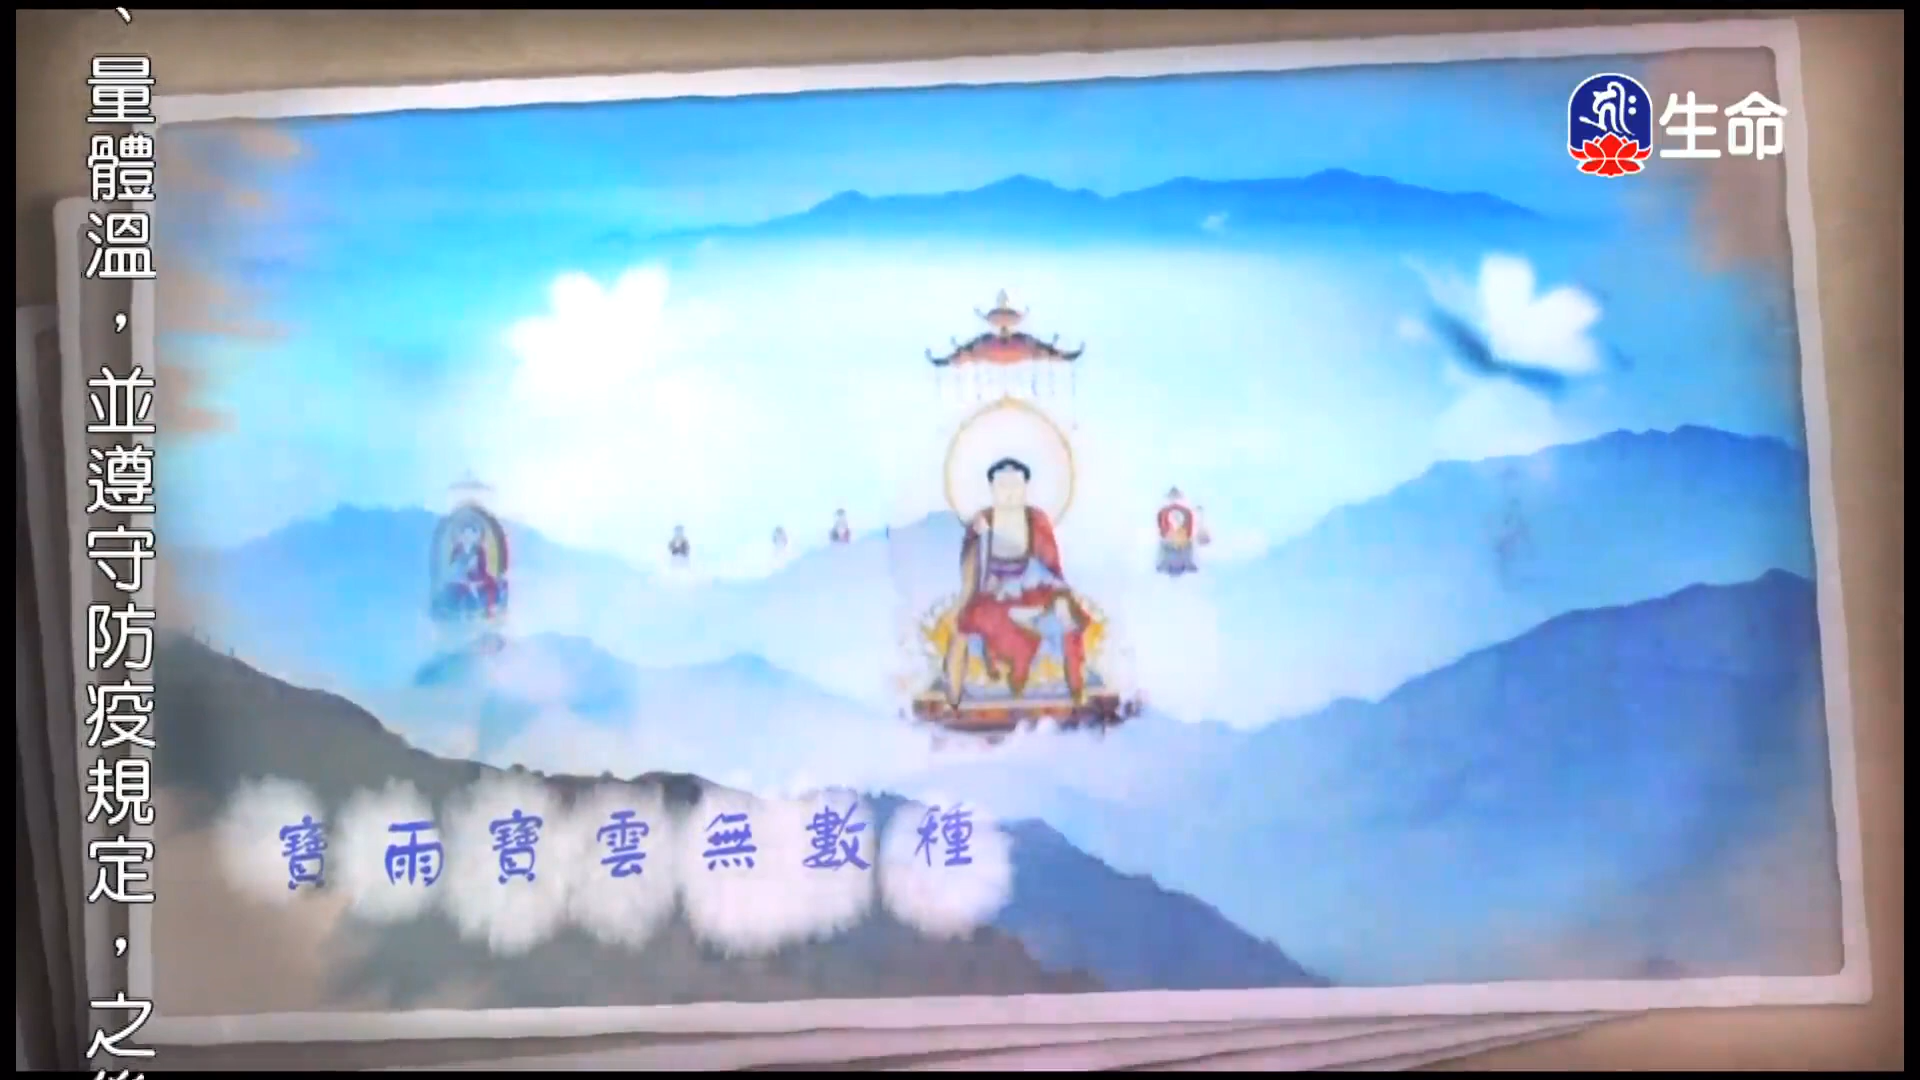 、量體溫，並遵守防疫規定，之後
生命
寶雨寶雲無數種